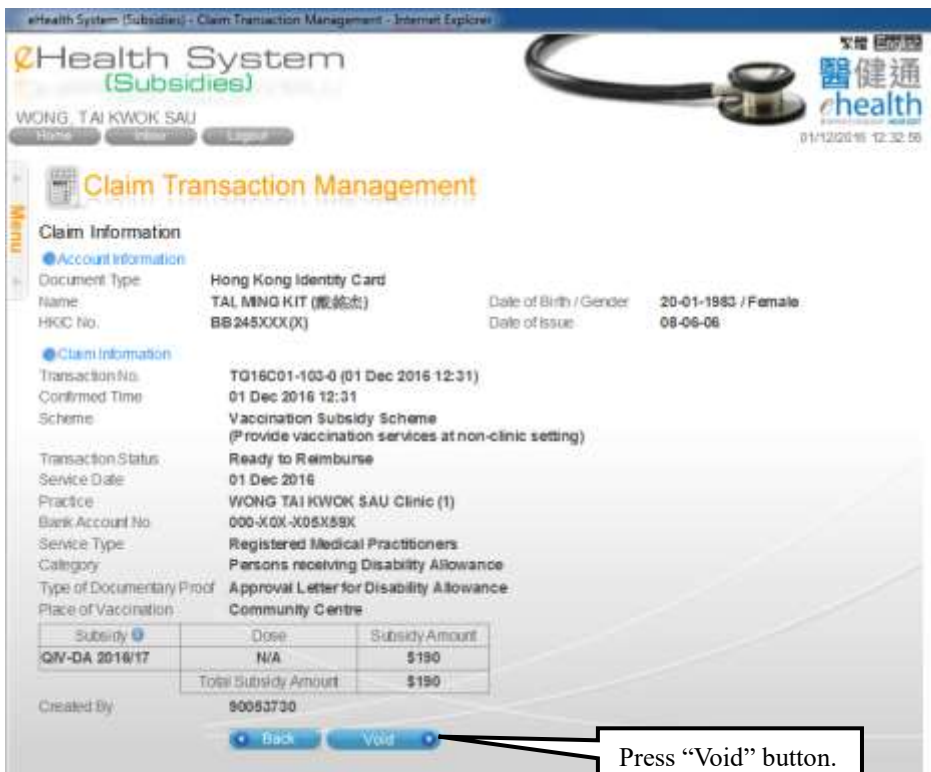 eHealth System (Subsidies) - Claim Transaction Management - Internet Explorer
eHealth System
(Subsidies)
繁體
醫健通
ehealth
WONG, TAI KWOK SAU
Home Inbox Logout
01/12/2016 12:32:56
Menu
Claim Transaction Management
Claim Information
Account Information
Document Type Hong Kong Identity Card
Name TAI, MING KIT (戴銘杰) Date of Birth / Gender 20-01-1983 / Female
HKIC No. BB245XXX(X) Date of Issue 08-06-06
Claim Information
Transaction No. TG16C01-103-0 (01 Dec 2016 12:31)
Confirmed Time 01 Dec 2016 12:31
Scheme Vaccination Subsidy Scheme
(Provide vaccination services at non-clinic setting)
Transaction Status Ready to Reimburse
Service Date 01 Dec 2016
Practice WONG TAI KWOK SAU Clinic (1)
Bank Account No. 000-X0X-X05X59X
Service Type Registered Medical Practitioners
Category Persons receiving Disability Allowance
Type of Documentary Proof Approval Letter for Disability Allowance
Place of Vaccination Community Centre
Subsidy Dose Subsidy Amount
QIV-DA 2016/17 N/A $190
Total Subsidy Amount $190
Created By 90053730
Back Void
Press “Void” button.